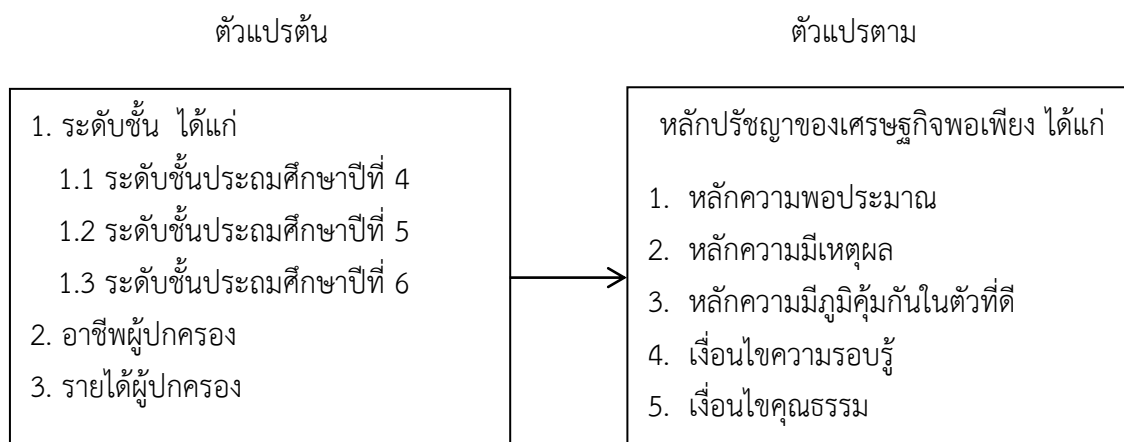 ตัวแปรต้น
ตัวแปรตาม
1. ระดับชั้น ได้แก่
1.1 ระดับชั้นประถมศึกษาปีที่ 4
1.2 ระดับชั้นประถมศึกษาปีที่ 5
1.3 ระดับชั้นประถมศึกษาปีที่ 6
2. อาชีพผู้ปกครอง
3. รายได้ผู้ปกครอง
หลักปรัชญาของเศรษฐกิจพอเพียง ได้แก่
1. หลักความพอประมาณ
2. หลักความมีเหตุผล
3. หลักความมีภูมิคุ้มกันในตัวที่ดี
4. เงื่อนไขความรอบรู้
5. เงื่อนไขคุณธรรม